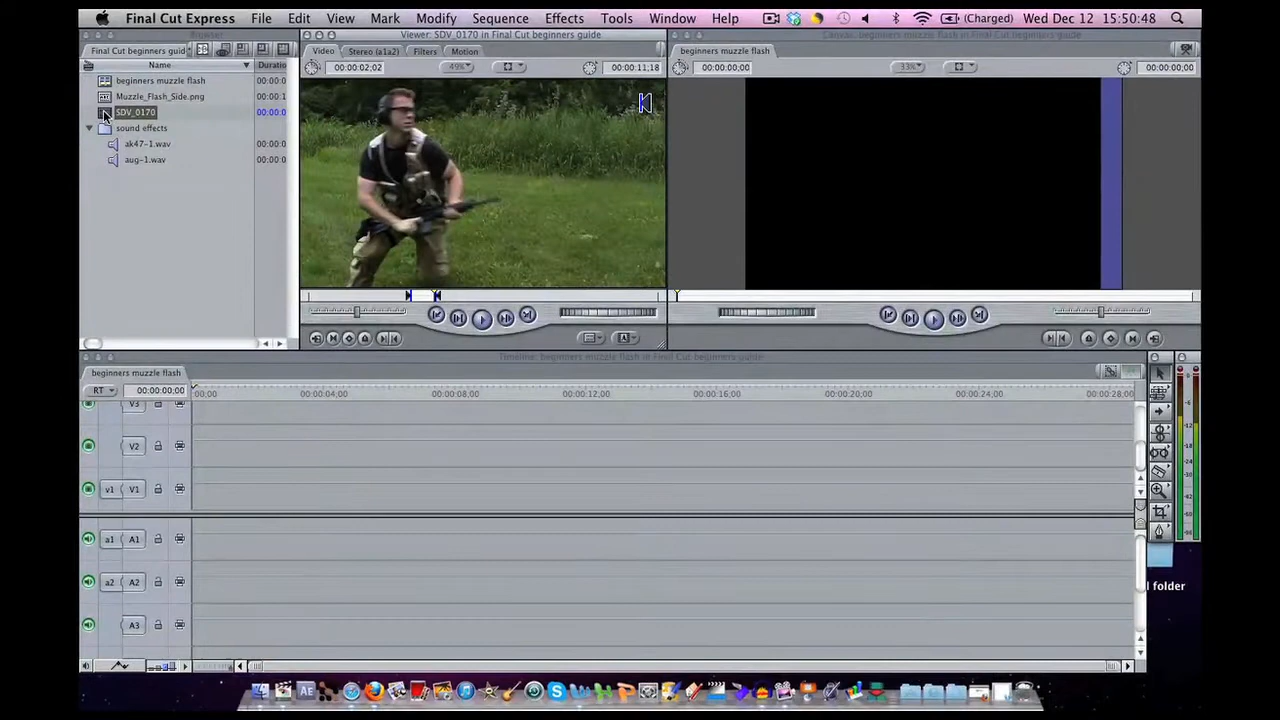 Final Cut Express File Edit View Mark Modify Sequence Effects Tools Window Help (Charged) Wed Dec 12 15:50:48
Browser
Viewer: SDV_0170 in Final Cut beginners guide
Canvas: beginners muzzle flash in Final Cut beginners guide
Final Cut beginners guid
Video Stereo (a1a2) Filters Motion
beginners muzzle flash
Name Duratio
00:00:02;02 49% 00:00:11;18
00:00:00;00 33% 00:00:00;00
beginners muzzle flash 00:00:0
Muzzle_Flash_Side.png 00:00:1
SDV_0170 00:00:0
sound effects
ak47-1.wav 00:00:0
aug-1.wav 00:00:0
Timeline: beginners muzzle flash in Final Cut beginners guide
beginners muzzle flash
RT 00:00:00;00 :00;00 00:00:04;00 00:00:08;00 00:00:12;00 00:00:16;00 00:00:20;00 00:00:24;00 00:00:28;00
V3
V2
v1 V1
a1 A1
a2 A2
A3
l folder
AE